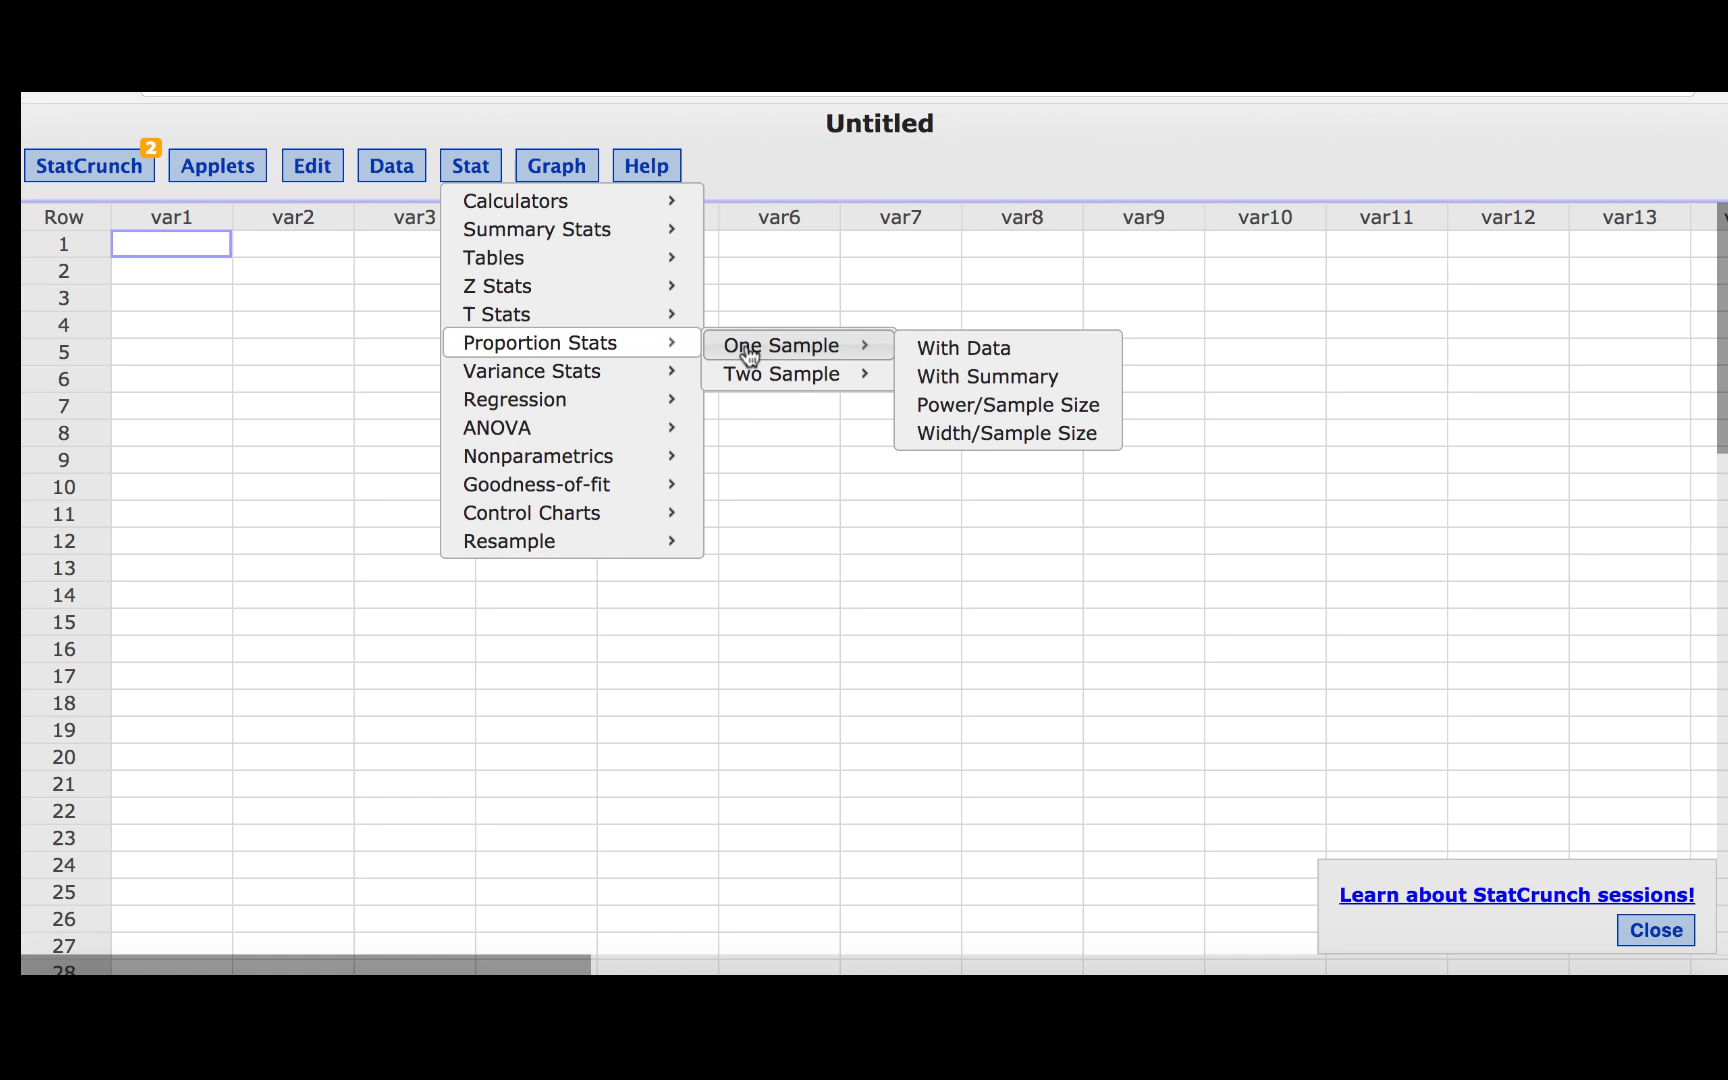 Untitled
StatCrunch 2 Applets Edit Data Stat Graph Help
Row var1 var2 var3 var6 var7 var8 var9 var10 var11 var12 var13
Calculators
Summary Stats
Tables
Z Stats
T Stats
Proportion Stats
Variance Stats
Regression
ANOVA
Nonparametrics
Goodness-of-fit
Control Charts
Resample
One Sample
Two Sample
With Data
With Summary
Power/Sample Size
Width/Sample Size
1
2
3
4
5
6
7
8
9
10
11
12
13
14
15
16
17
18
19
20
21
22
23
24
25
26
27
28
Learn about StatCrunch sessions!
Close